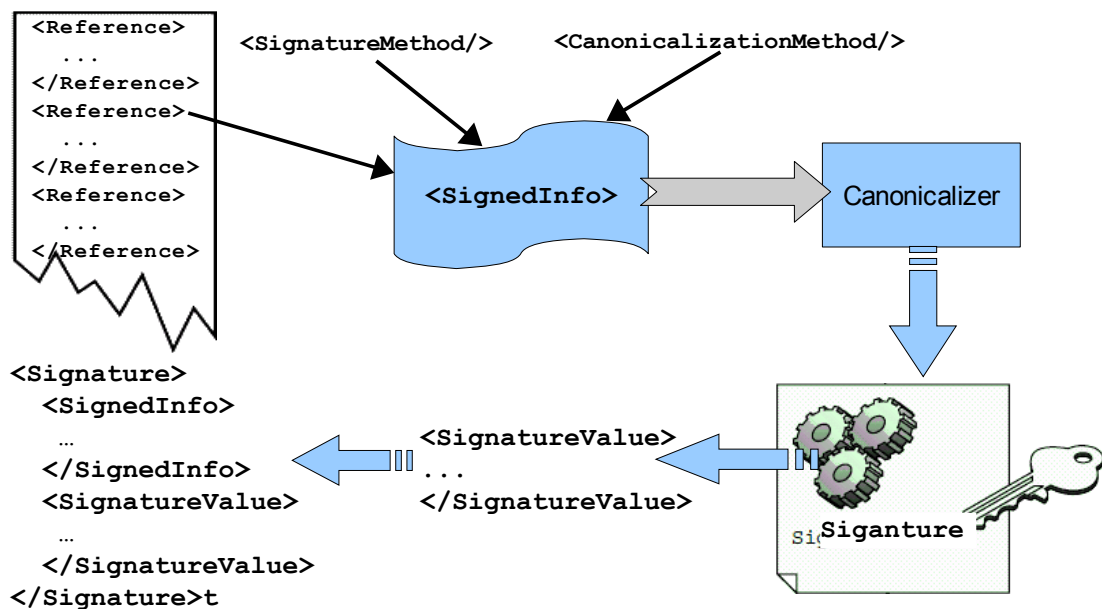 <Reference>
...
</Reference>
<Reference>
...
</Reference>
<Reference>
...
</Reference>
<SignatureMethod/>
<CanonicalizationMethod/>
<SignedInfo>
Canonicalizer
<Signature>
<SignedInfo>
…
</SignedInfo>
<SignatureValue>
…
</SignatureValue>
</Signature>t
<SignatureValue>
...
</SignatureValue>
Siganture